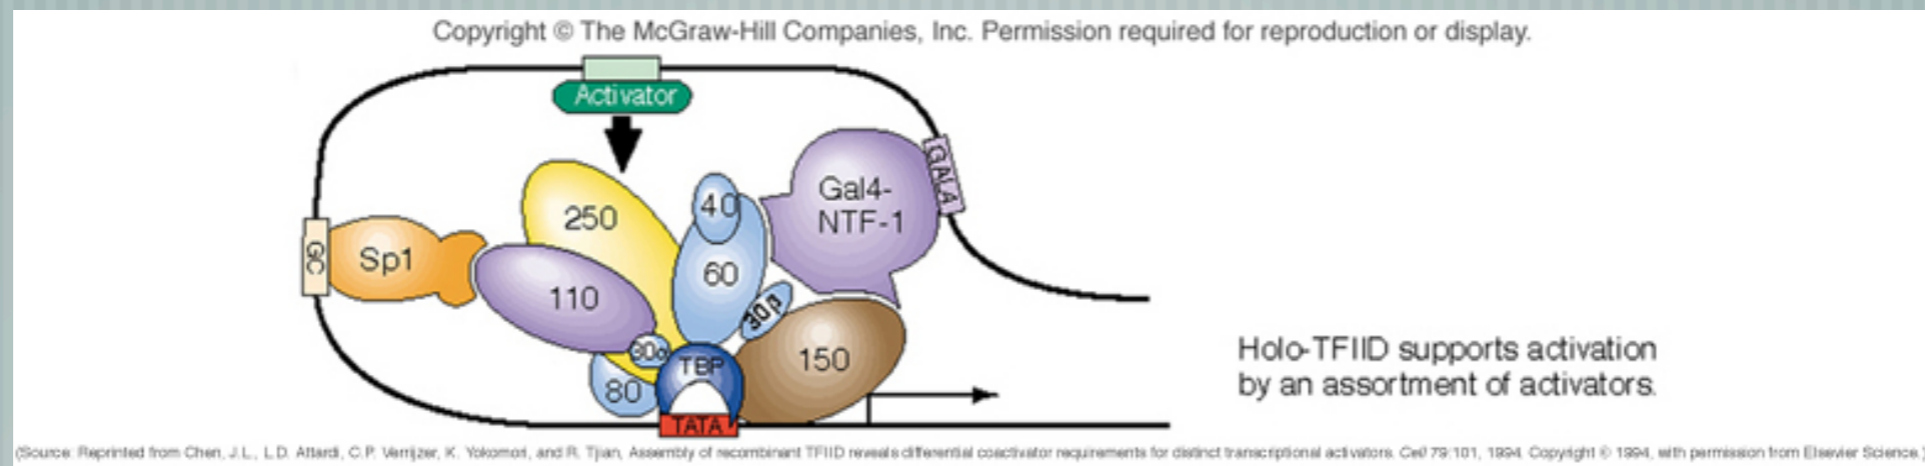 Copyright © The McGraw-Hill Companies, Inc. Permission required for reproduction or display.
Activator
GAL4
Gal4-
NTF-1
40
250
GC
Sp1
60
110
30β
30α
TBP
150
80
TATA
Holo-TFIID supports activation
by an assortment of activators.
(Source: Reprinted from Chen, J.L., L.D. Attardi, C.P. Verrijzer, K. Yokomori, and R. Tjian, Assembly of recombinant TFIID reveals differential coactivator requirements for distinct transcriptional activators. Cell 79:101, 1994. Copyright © 1994, with permission from Elsevier Science.)